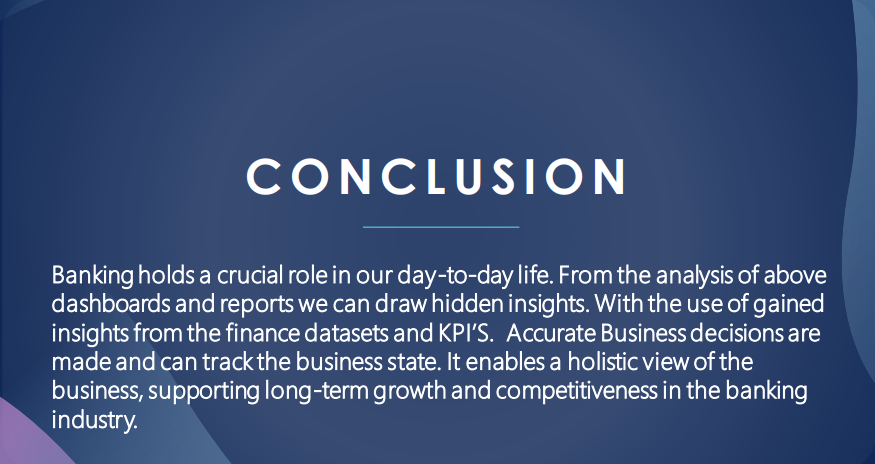 CONCLUSION
Banking holds a crucial role in our day-to-day life. From the analysis of above
dashboards and reports we can draw hidden insights. With the use of gained
insights from the finance datasets and KPI’S.  Accurate Business decisions are
made and can track the business state. It enables a holistic view of the
business, supporting long-term growth and competitiveness in the banking
industry.